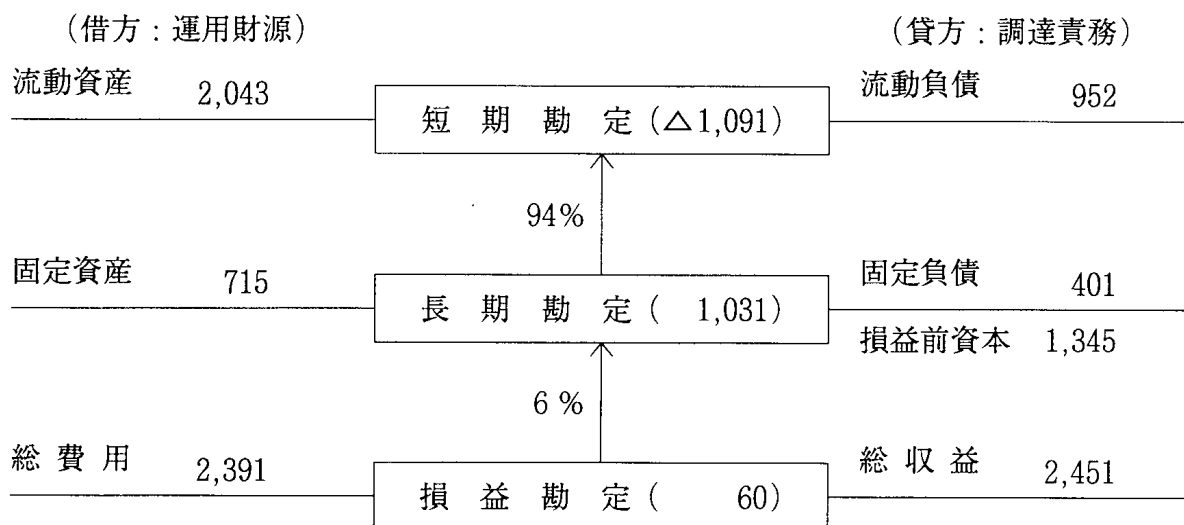 （借方：運用財源） （貸方：調達責務）
流動資産 2,043 短期勘定（△1,091） 流動負債 952
94%
固定資産 715 長期勘定（ 1,031） 固定負債 401
損益前資本 1,345
6%
総費用 2,391 損益勘定（ 60） 総収益 2,451